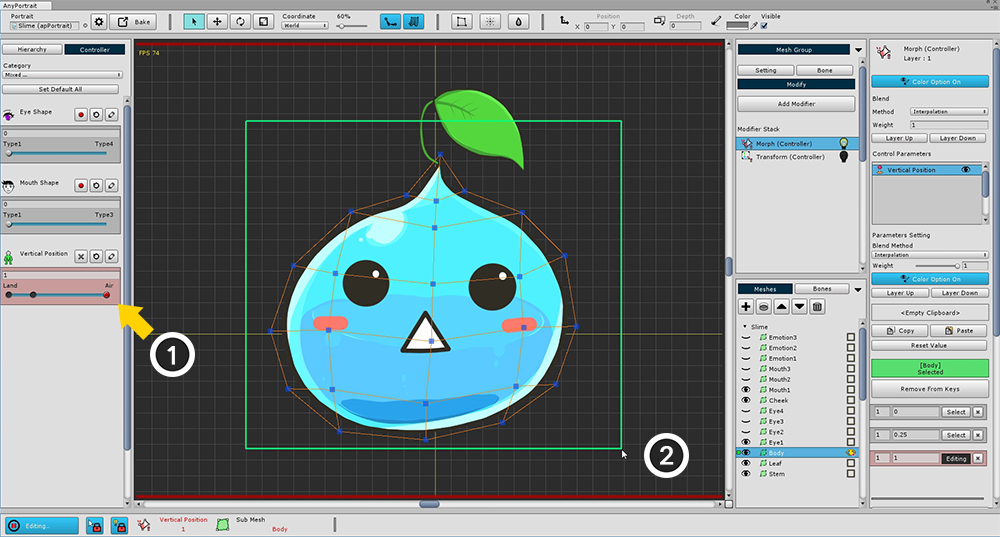 AnyPortrait
Portrait
Slime (apPortrait)
Bake
Coordinate
World
60%
Position
X 0 Y 0
Depth
0
Color
Visible
Hierarchy
Controller
Category
Mixed ...
Set Default All
Eye Shape
0
Type1 Type4
Mouth Shape
0
Type1 Type3
Vertical Position
1
Land Air
1
FPS 74
2
Mesh Group
Setting
Bone
Modify
Add Modifier
Modifier Stack
Morph (Controller)
Transform (Controller)
Meshes
Bones
Slime
Emotion3
Emotion2
Emotion1
Mouth3
Mouth2
Mouth1
Cheek
Eye4
Eye3
Eye2
Eye1
Body
Leaf
Stem
Morph (Controller)
Layer : 1
Color Option On
Blend
Method Interpolation
Weight 1
Layer Up
Layer Down
Control Parameters
Vertical Position
Parameters Setting
Blend Method
Interpolation
Weight 1
Color Option On
Layer Up
Layer Down
<Empty Clipboard>
Copy
Paste
Reset Value
[Body]
Selected
Remove From Keys
1 0 Select
1 0.25 Select
1 1 Editing
Editing..
Vertical Position
1
Sub Mesh
Body